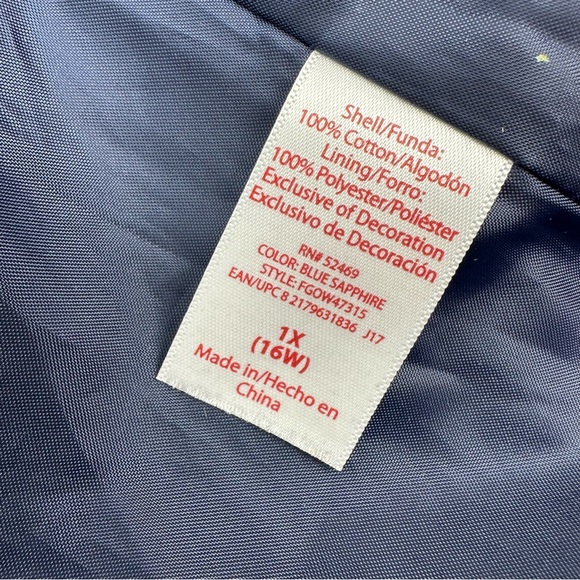 Shell/Funda:
100% Cotton/Algodón
Lining/Forro:
100% Polyester/Poliéster
Exclusive of Decoration
Exclusivo de Decoración
RN# 52469
COLOR: BLUE SAPPHIRE
STYLE: FGOW47315
EAN/UPC 8 2179631836 J17
1X
(16W)
Made in/Hecho en
China